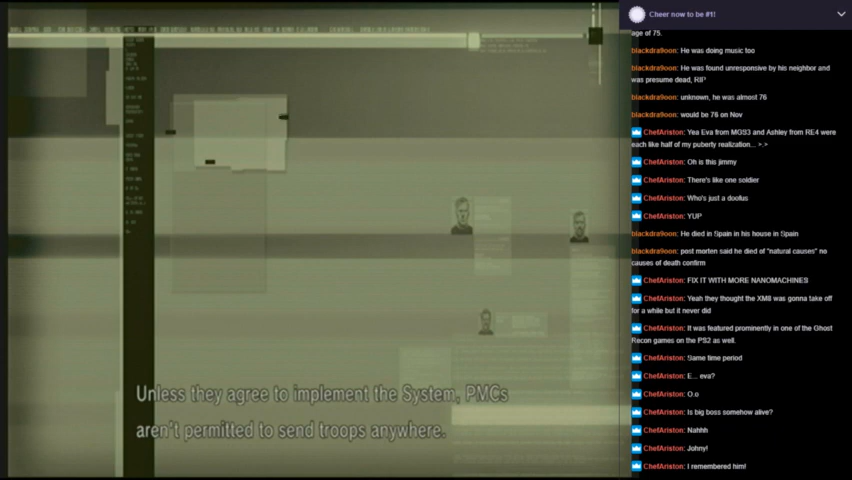 Unless they agree to implement the System, PMCs
aren't permitted to send troops anywhere.
Cheer now to be #1!
age of 75.
blackdra9oon: He was doing music too
blackdra9oon: He was found unresponsive by his neighbor and
was presume dead, RIP
blackdra9oon: unknown, he was almost 76
blackdra9oon: would be 76 on Nov
ChefAriston: Yea Eva from MGS3 and Ashley from RE4 were
each like half of my puberty realization... >.>
ChefAriston: Oh is this jimmy
ChefAriston: There's like one soldier
ChefAriston: Who's just a doofus
ChefAriston: YUP
blackdra9oon: He died in Spain in his house in Spain
blackdra9oon: post morten said he died of "natural causes" no
causes of death confirm
ChefAriston: FIX IT WITH MORE NANOMACHINES
ChefAriston: Yeah they thought the XM8 was gonna take off
for a while but it never did
ChefAriston: It was featured prominently in one of the Ghost
Recon games on the PS2 as well.
ChefAriston: Same time period
ChefAriston: E... eva?
ChefAriston: O.o
ChefAriston: Is big boss somehow alive?
ChefAriston: Nahhh
ChefAriston: Johny!
ChefAriston: I remembered him!